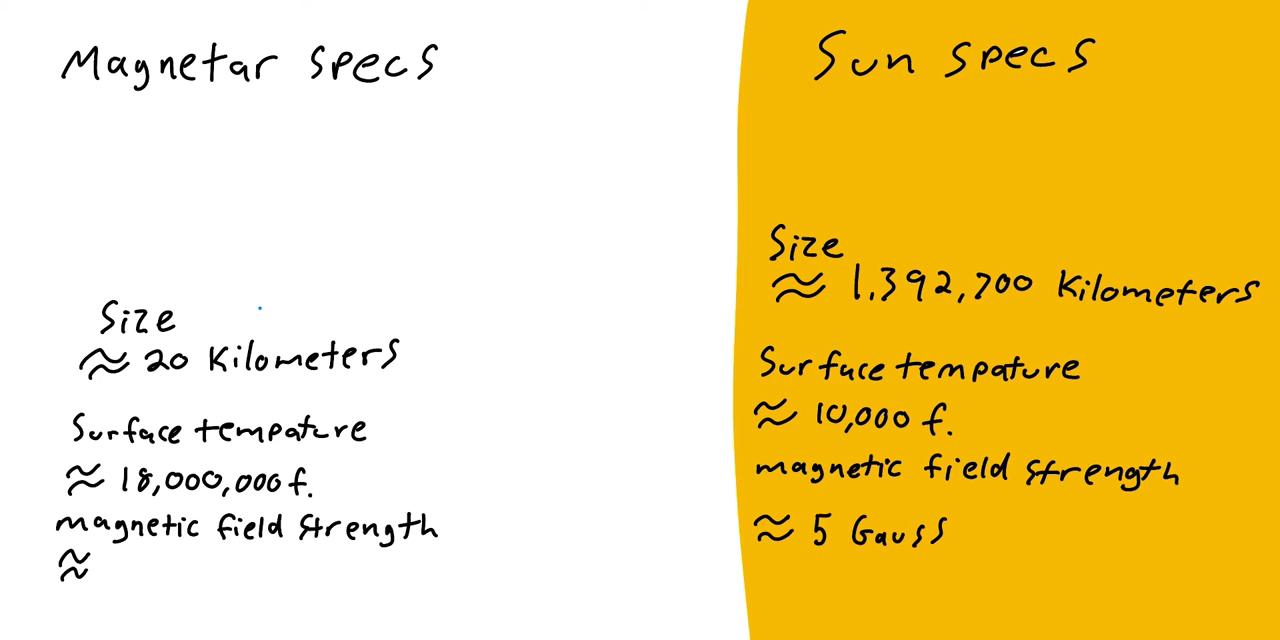 Magnetar specs
Size
≈ 20 Kilometers
Surface tempature
≈ 18,000,000 f.
magnetic field strength
≈
Sun specs
Size
≈ 1,392,700 Kilometers
Surface tempature
≈ 10,000 f.
magnetic field strength
≈ 5 Gauss